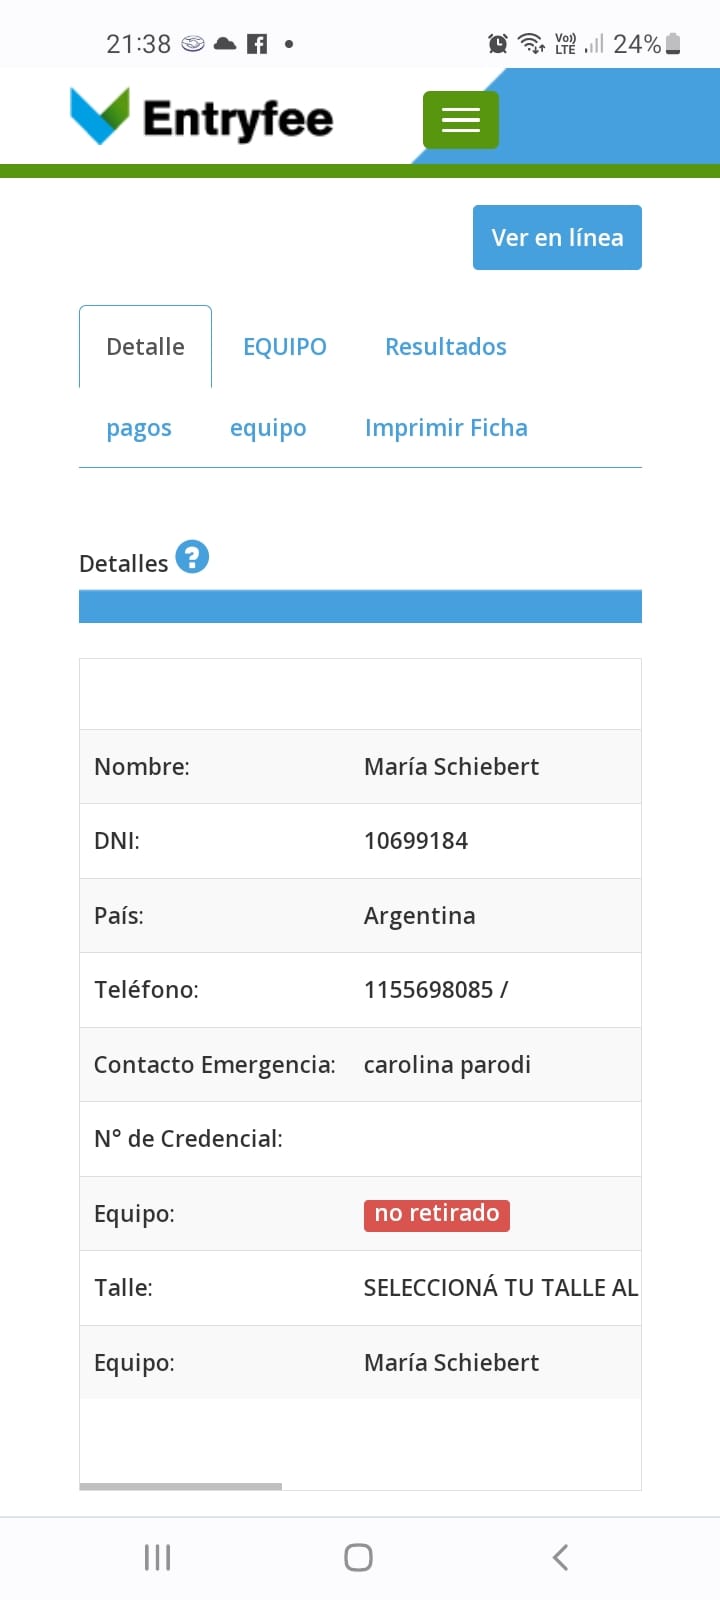 21:38 Vo)) LTE 24%
Entryfee
Ver en línea
Detalle EQUIPO Resultados
pagos equipo Imprimir Ficha
Detalles ?
Nombre: María Schiebert
DNI: 10699184
País: Argentina
Teléfono: 1155698085 /
Contacto Emergencia: carolina parodi
N° de Credencial:
Equipo: no retirado
Talle: SELECCIONÁ TU TALLE AL
Equipo: María Schiebert